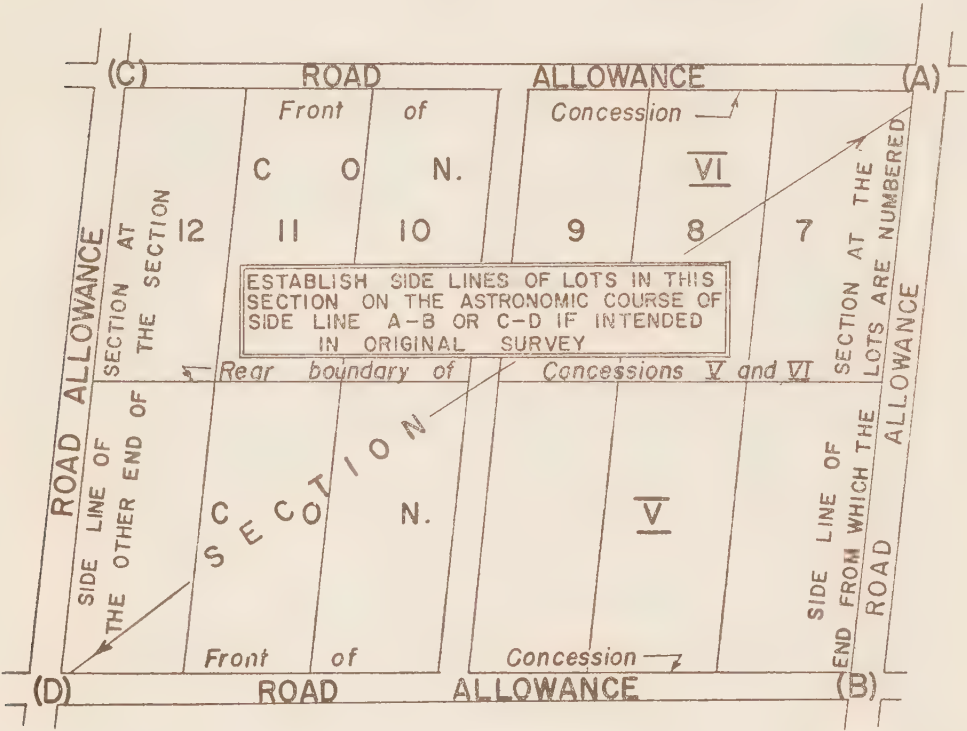 (C) ROAD ALLOWANCE (A)
Front of Concession
C O N. VI
12 11 10 9 8 7
ESTABLISH SIDE LINES OF LOTS IN THIS
SECTION ON THE ASTRONOMIC COURSE OF
SIDE LINE A-B OR C-D IF INTENDED
IN ORIGINAL SURVEY
Rear boundary of Concessions V and VI
SECTION
C O N. V
Front of Concession
(D) ROAD ALLOWANCE (B)
ROAD ALLOWANCE
SIDE LINE OF SECTION AT
THE OTHER END OF THE SECTION
SIDE LINE OF SECTION AT THE
END FROM WHICH THE LOTS ARE NUMBERED
ROAD ALLOWANCE